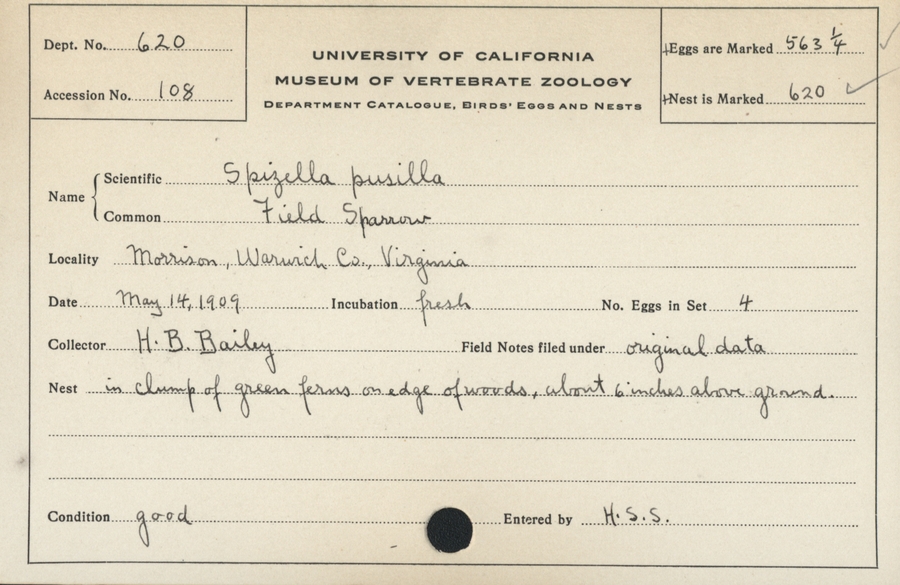 Dept. No. 620
Accession No. 108
UNIVERSITY OF CALIFORNIA
MUSEUM OF VERTEBRATE ZOOLOGY
DEPARTMENT CATALOGUE, BIRDS' EGGS AND NESTS
Eggs are Marked 563 1/4
Nest is Marked 620
Name
Scientific Spizella pusilla
Common Field Sparrow
Locality Morrison, Warwick Co., Virginia
Date May 14, 1909 Incubation fresh No. Eggs in Set 4
Collector H. B. Bailey Field Notes filed under original data
Nest in clump of green ferns on edge of woods, about 6 inches above ground.
Condition good Entered by H.S.S.